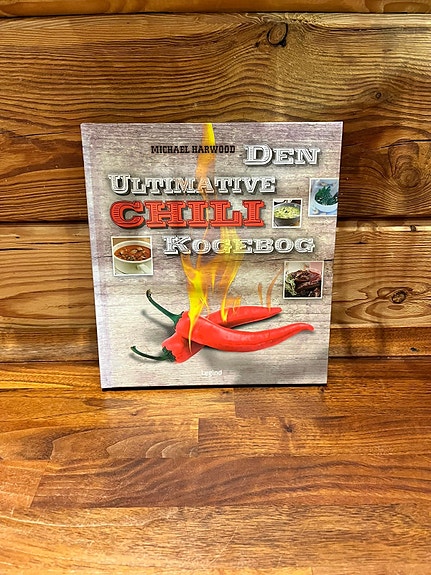 MICHAEL HARWOOD DEN
ULTIMATIVE
CHILI
KOGEBOG
Legind